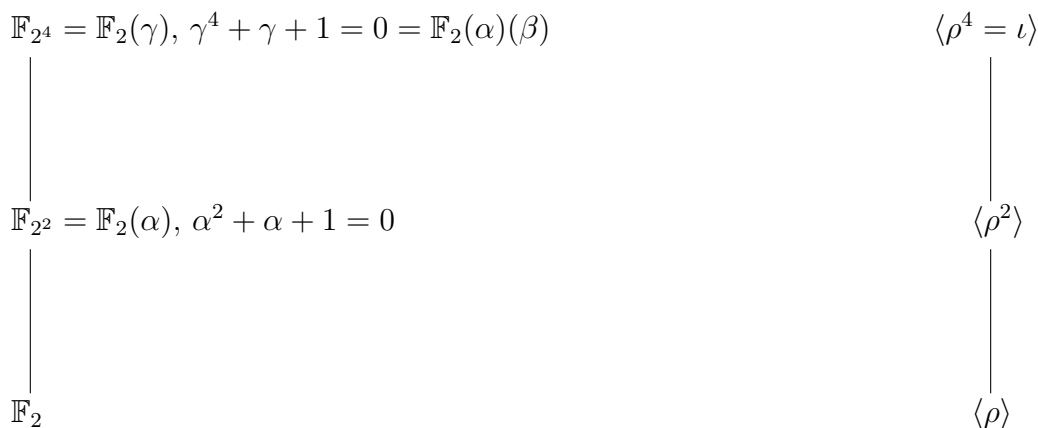 𝔽_{2^4} = 𝔽_2(γ), γ^4 + γ + 1 = 0 = 𝔽_2(α)(β) ⟨ρ^4 = ι⟩
𝔽_{2^2} = 𝔽_2(α), α^2 + α + 1 = 0 ⟨ρ^2⟩
𝔽_2 ⟨ρ⟩